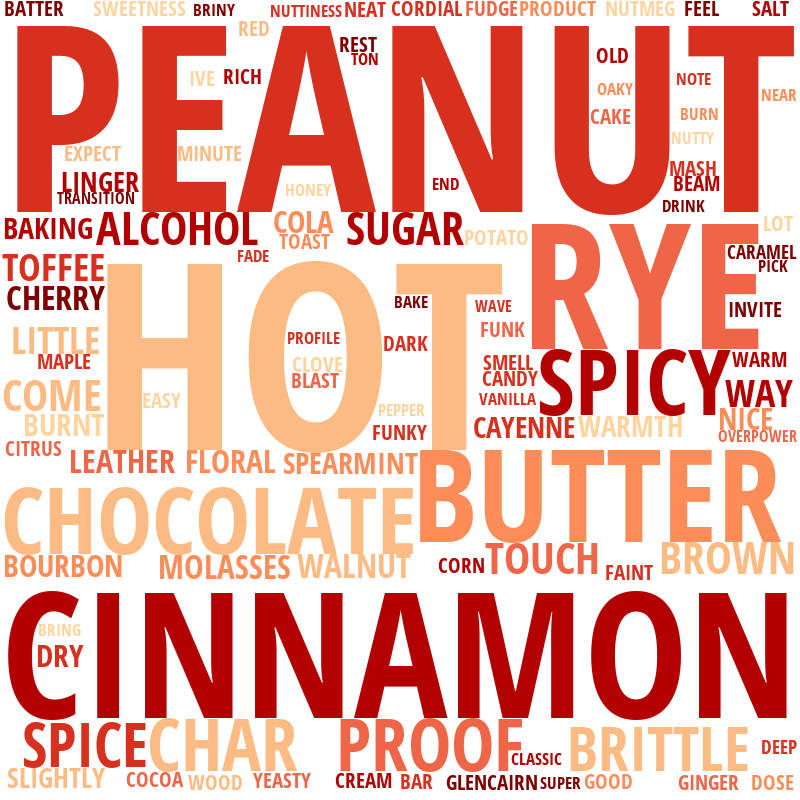 BATTER SWEETNESS BRINY NUTTINESS NEAT CORDIAL FUDGE PRODUCT NUTMEG FEEL SALT
RED
PEANUT
REST
TON
OLD
IVE
RICH
NOTE
OAKY
NEAR
CAKE
BURN
NUTTY
EXPECT
MINUTE
MASH
LINGER
HONEY
END
BEAM
TRANSITION
DRINK
BAKING
ALCOHOL
COLA
SUGAR
LOT
TOAST
POTATO
RYE
FADE
CARAMEL
TOFFEE
PICK
CHERRY
HOT
BAKE
WAVE
INVITE
LITTLE
PROFILE
DARK
FUNK
MAPLE
CLOVE
SMELL
SPICY
WARM
BLAST
CANDY
COME
EASY
VANILLA
WAY
PEPPER
BURNT
FUNKY
CAYENNE
WARMTH
NICE
OVERPOWER
CITRUS
LEATHER
FLORAL
SPEARMINT
BUTTER
CHOCOLATE
BOURBON
MOLASSES
WALNUT
CORN
TOUCH
FAINT
BROWN
CINNAMON
BRING
DRY
SPICE
CHAR
PROOF
CLASSIC
BRITTLE
DEEP
SLIGHTLY
COCOA
WOOD
YEASTY
CREAM
BAR
GLENCAIRN
SUPER
GOOD
GINGER
DOSE